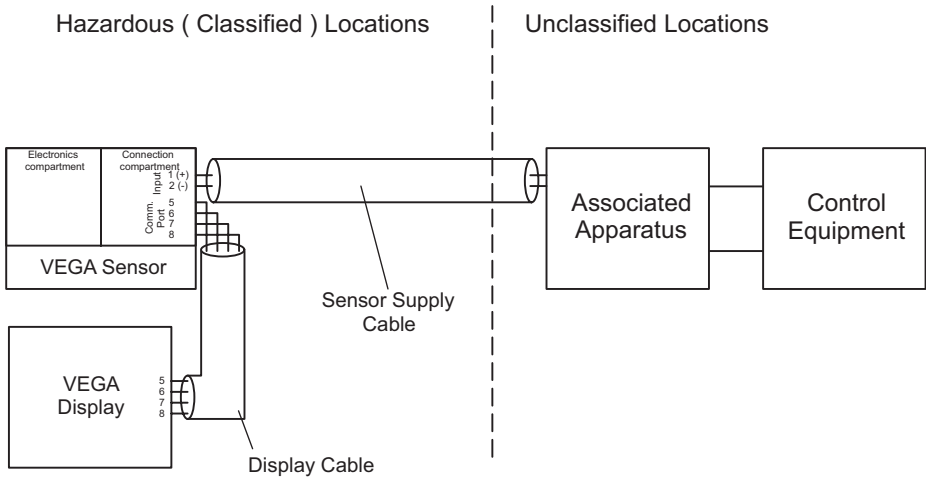 Hazardous ( Classified ) Locations
Unclassified Locations
Electronics
compartment
Connection
compartment
Input
1 (+)
2 (-)
Comm.
Port
5
6
7
8
VEGA Sensor
Associated
Apparatus
Control
Equipment
Sensor Supply
Cable
VEGA
Display
5
6
7
8
Display Cable